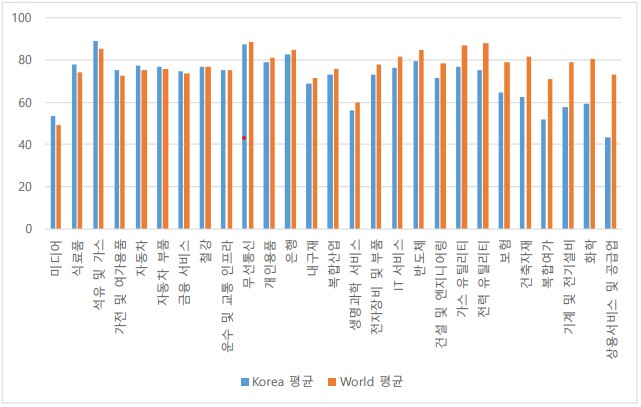 100
80
60
40
20
0
미디어
식료품
석유 및 가스
가전 및 여가용품
자동차
자동차 부품
금융 서비스
철강
운수 및 교통 인프라
무선통신
개인용품
은행
내구재
복합산업
생명과학 서비스
전자장비 및 부품
IT 서비스
반도체
건설 및 엔지니어링
가스 유틸리티
전력 유틸리티
보험
건축자재
복합여가
기계 및 전기설비
화학
상용서비스 및 공급업
Korea 평균 World 평균